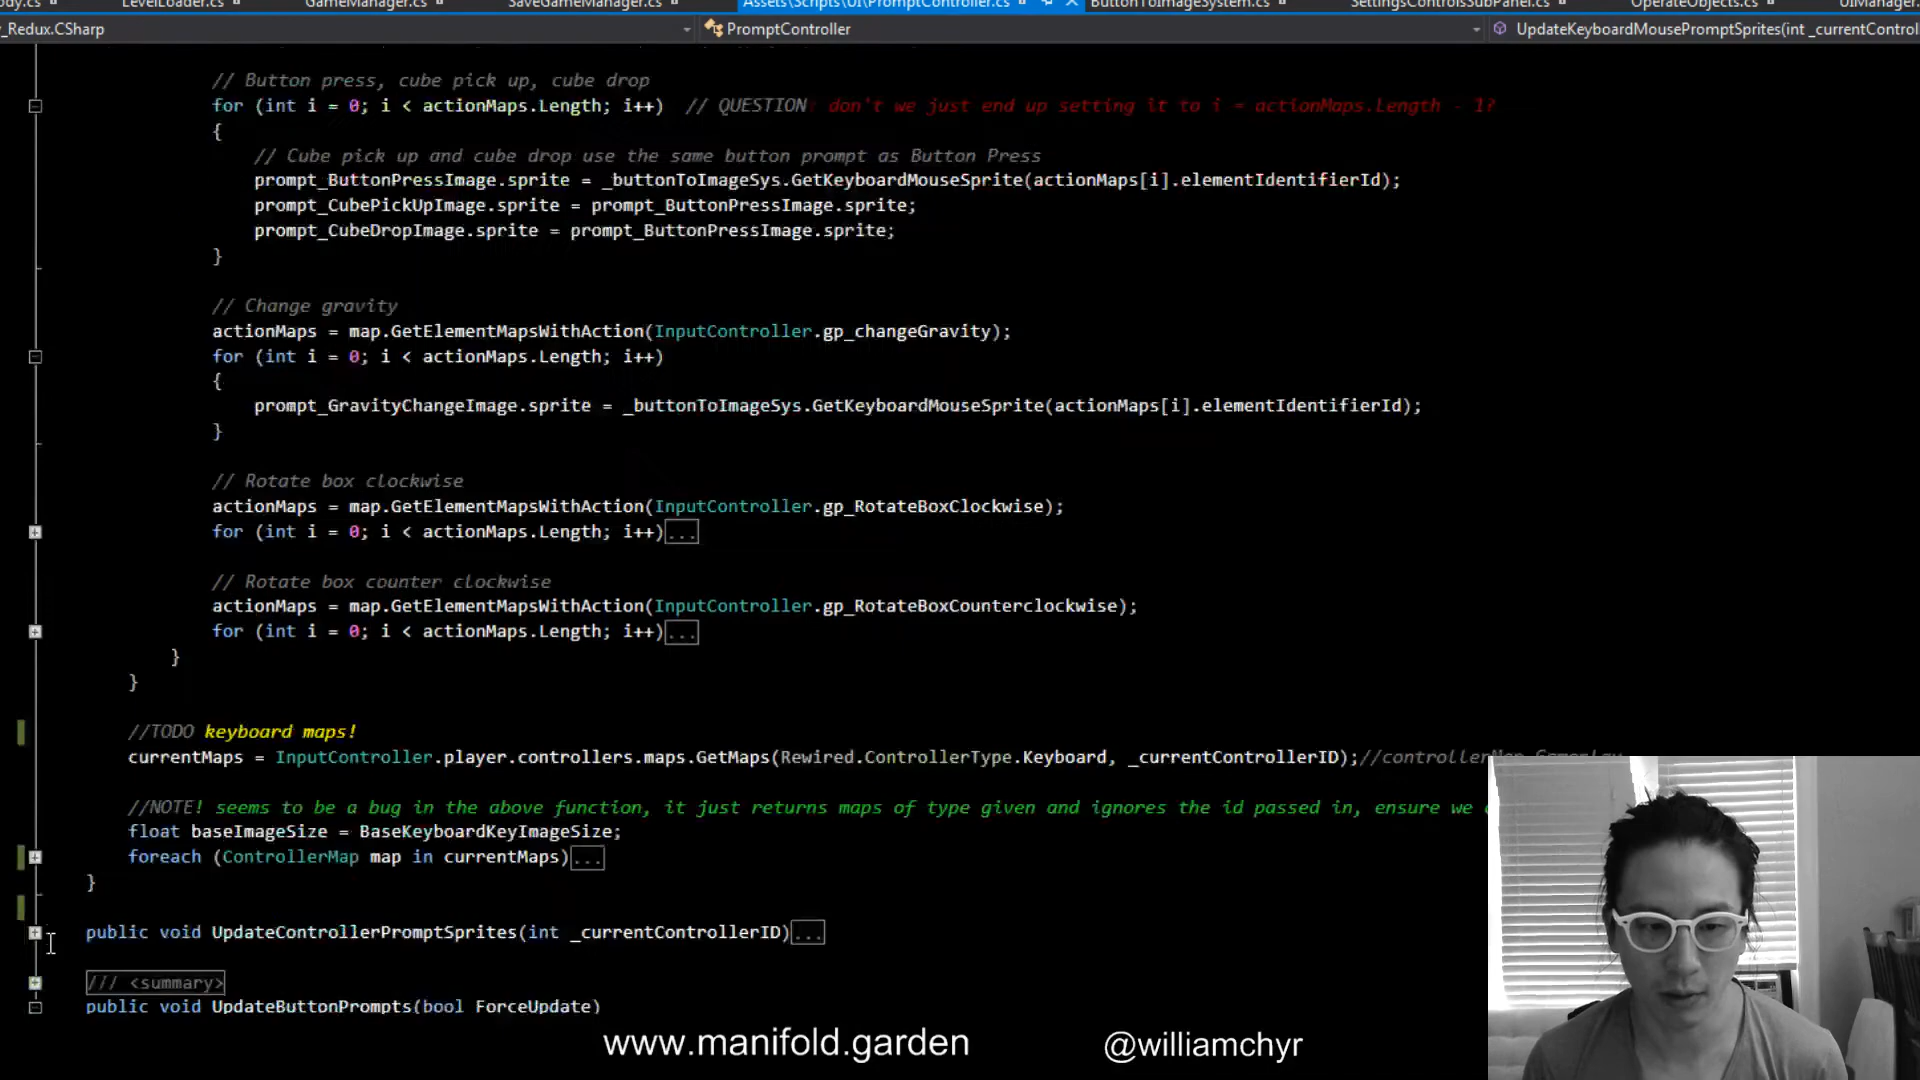 LevelLoader.cs GameManager.cs SaveGameManager.cs Assets\Scripts\UI\PromptController.cs ButtonToImageSystem.cs SettingsControlsSubPanel.cs OperateObjects.cs
_Redux.CSharp PromptController UpdateKeyboardMousePromptSprites(int _currentControl
// Button press, cube pick up, cube drop
for (int i = 0; i < actionMaps.Length; i++) // QUESTION don't we just end up setting it to i = actionMaps.Length - 1?
{
// Cube pick up and cube drop use the same button prompt as Button Press
prompt_ButtonPressImage.sprite = _buttonToImageSys.GetKeyboardMouseSprite(actionMaps[i].elementIdentifierId);
prompt_CubePickUpImage.sprite = prompt_ButtonPressImage.sprite;
prompt_CubeDropImage.sprite = prompt_ButtonPressImage.sprite;
}
// Change gravity
actionMaps = map.GetElementMapsWithAction(InputController.gp_changeGravity);
for (int i = 0; i < actionMaps.Length; i++)
{
prompt_GravityChangeImage.sprite = _buttonToImageSys.GetKeyboardMouseSprite(actionMaps[i].elementIdentifierId);
}
// Rotate box clockwise
actionMaps = map.GetElementMapsWithAction(InputController.gp_RotateBoxClockwise);
for (int i = 0; i < actionMaps.Length; i++)...
// Rotate box counter clockwise
actionMaps = map.GetElementMapsWithAction(InputController.gp_RotateBoxCounterclockwise);
for (int i = 0; i < actionMaps.Length; i++)...
}
}
//TODO keyboard maps!
currentMaps = InputController.player.controllers.maps.GetMaps(Rewired.ControllerType.Keyboard, _currentControllerID);//controllerMap Gameplay
//NOTE! seems to be a bug in the above function, it just returns maps of type given and ignores the id passed in, ensure we
float baseImageSize = BaseKeyboardKeyImageSize;
foreach (ControllerMap map in currentMaps)...
}
public void UpdateControllerPromptSprites(int _currentControllerID)...
/// <summary>
public void UpdateButtonPrompts(bool ForceUpdate)
www.manifold.garden @williamchyr